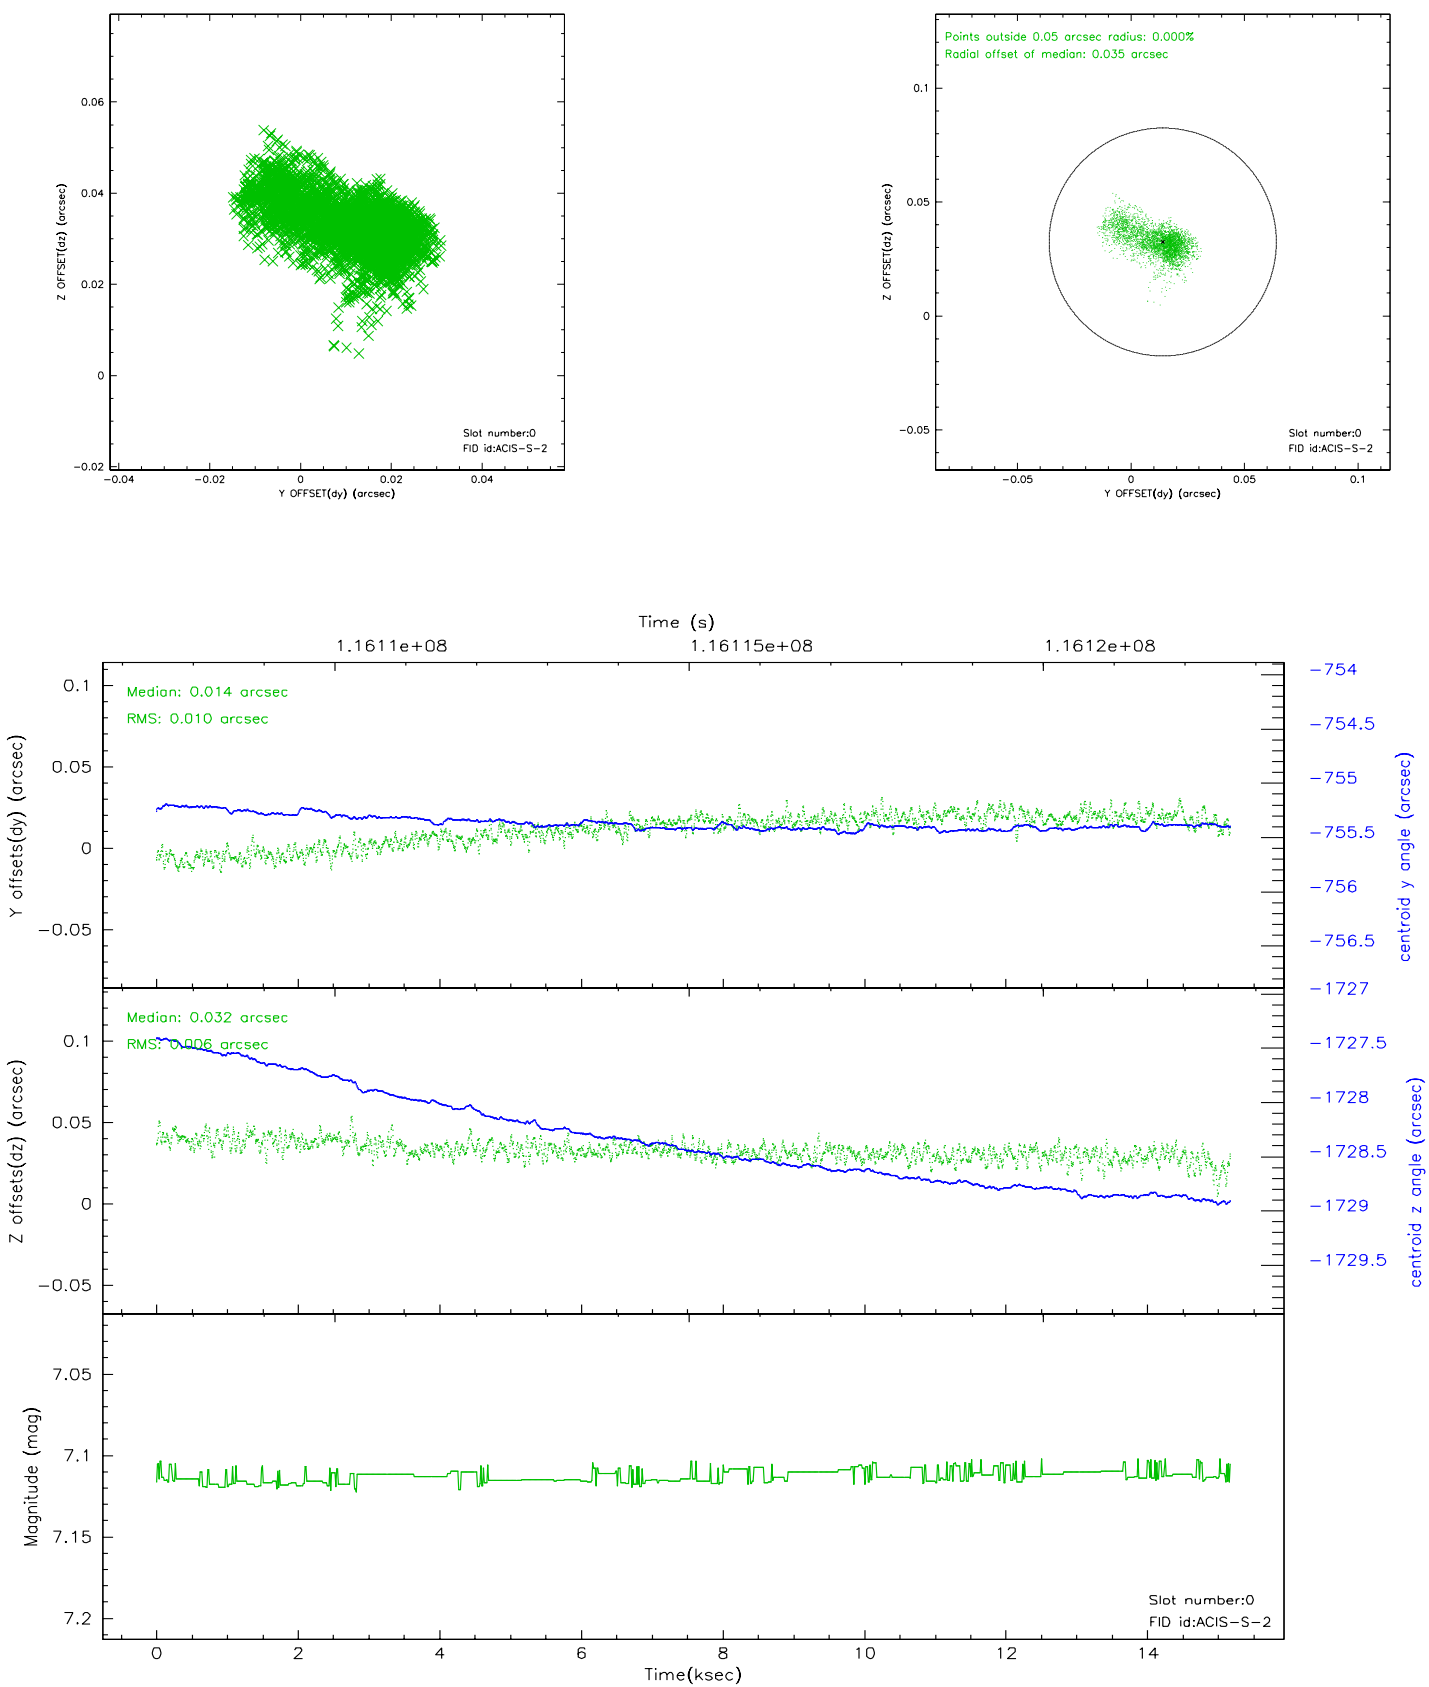 0.06
0.04
0.02
0
-0.02
Z OFFSET(dz) (arcsec)
Slot number:0
FID id:ACIS-S-2
-0.04
-0.02
0
0.02
0.04
Y OFFSET(dy) (arcsec)
Points outside 0.05 arcsec radius: 0.000%
Radial offset of median: 0.035 arcsec
0.1
0.05
0
-0.05
Z OFFSET(dz) (arcsec)
Slot number:0
FID id:ACIS-S-2
-0.05
0
0.05
0.1
Y OFFSET(dy) (arcsec)
Time (s)
1.1611e+08
1.16115e+08
1.1612e+08
Median: 0.014 arcsec
RMS: 0.010 arcsec
0.1
0.05
0
-0.05
Y offsets(dy) (arcsec)
-754
-754.5
-755
-755.5
-756
-756.5
centroid y angle (arcsec)
Median: 0.032 arcsec
RMS: 0.006 arcsec
0.1
0.05
0
-0.05
Z offsets(dz) (arcsec)
-1727
-1727.5
-1728
-1728.5
-1729
-1729.5
centroid z angle (arcsec)
7.05
7.1
7.15
7.2
Magnitude (mag)
Slot number:0
FID id:ACIS-S-2
0
2
4
6
8
10
12
14
Time(ksec)